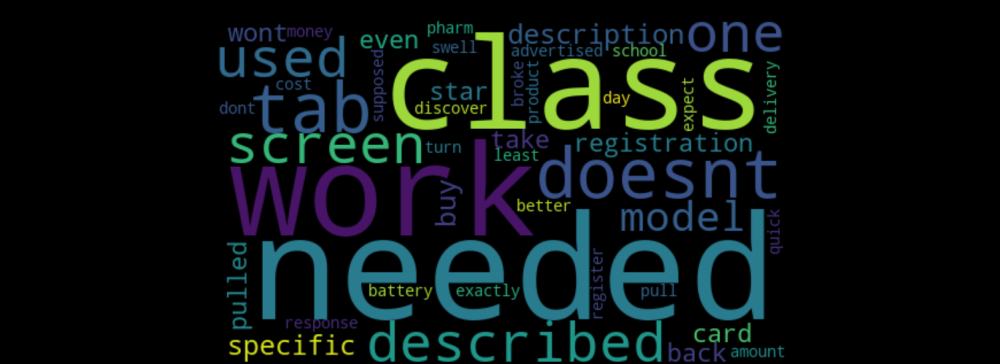 wont
money
even
pharm
swell
description
one
used
class
advertised
school
cost
supposed
star
broke
product
day
expect
delivery
dont
tab
discover
screen
turn
take
least
registration
work
buy
doesnt
better
model
quick
needed
pulled
battery
exactly
register
pull
response
specific
described
card
back
amount